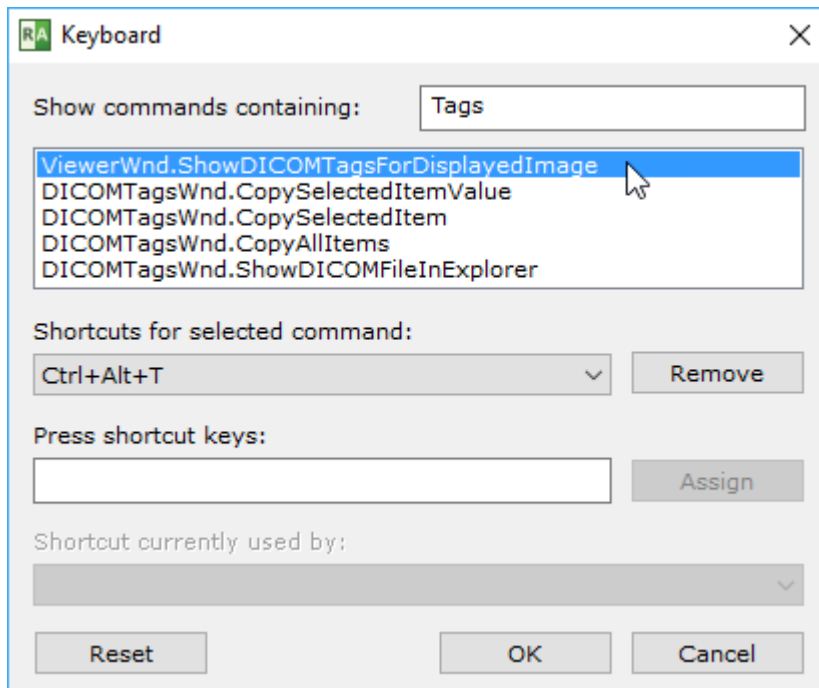 RA Keyboard
Show commands containing: Tags
ViewerWnd.ShowDICOMTagsForDisplayedImage
DICOMTagsWnd.CopySelectedItemValue
DICOMTagsWnd.CopySelectedItem
DICOMTagsWnd.CopyAllItems
DICOMTagsWnd.ShowDICOMFileInExplorer
Shortcuts for selected command:
Ctrl+Alt+T Remove
Press shortcut keys:
Assign
Shortcut currently used by:
Reset OK Cancel